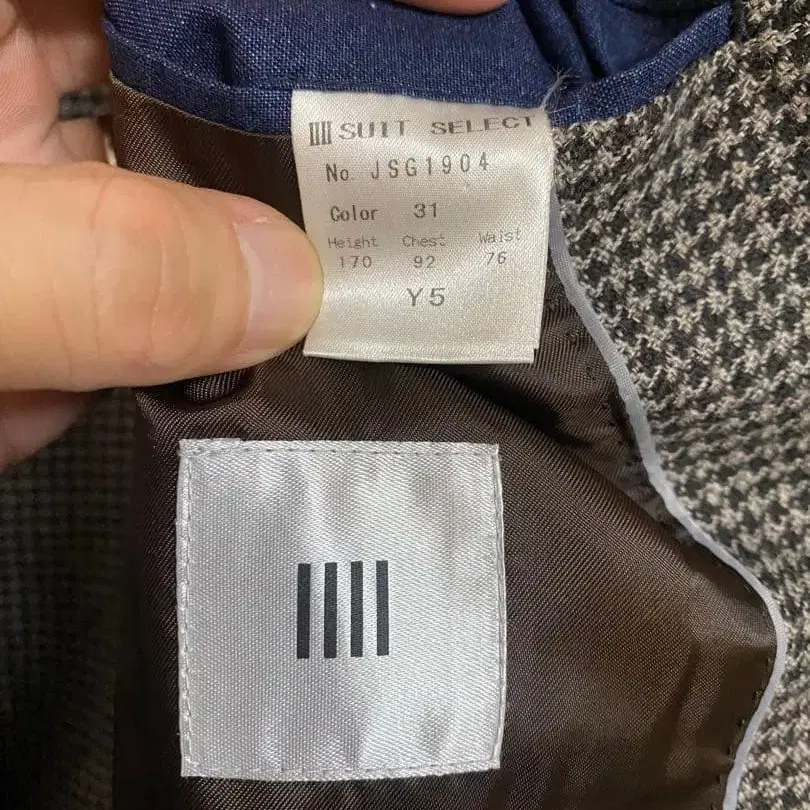 SUIT SELECT
No. JSG1904
Color 31
Height Chest Waist
170 92 76
Y5